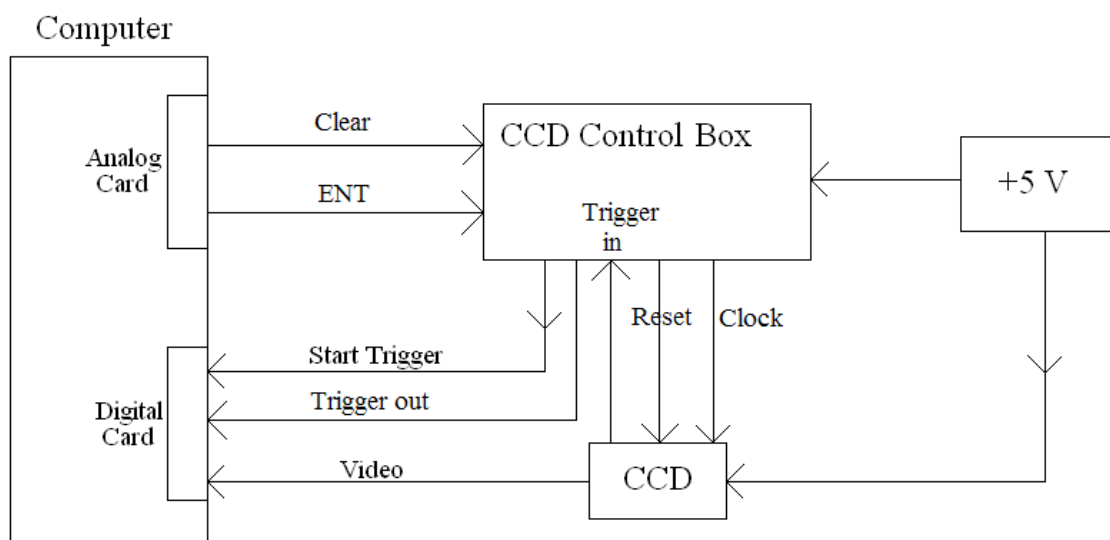 Computer
Analog
Card
Clear
ENT
CCD Control Box
Trigger
in
+5 V
Reset
Clock
Start Trigger
Trigger out
Digital
Card
Video
CCD